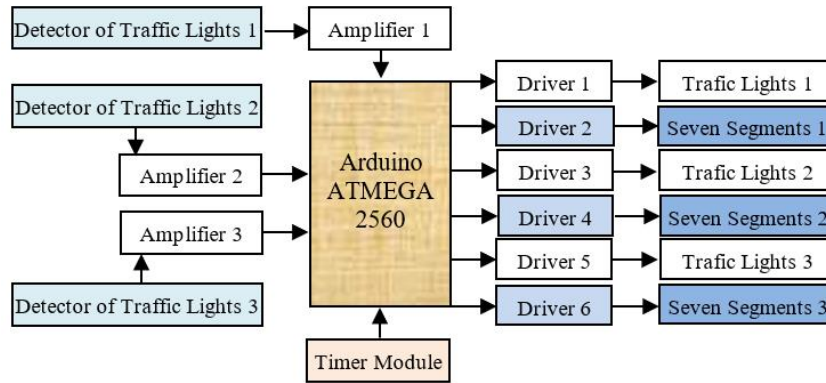 Detector of Traffic Lights 1
Amplifier 1
Detector of Traffic Lights 2
Amplifier 2
Amplifier 3
Detector of Traffic Lights 3
Arduino
ATMEGA
2560
Timer Module
Driver 1
Trafic Lights 1
Driver 2
Seven Segments 1
Driver 3
Trafic Lights 2
Driver 4
Seven Segments 2
Driver 5
Trafic Lights 3
Driver 6
Seven Segments 3